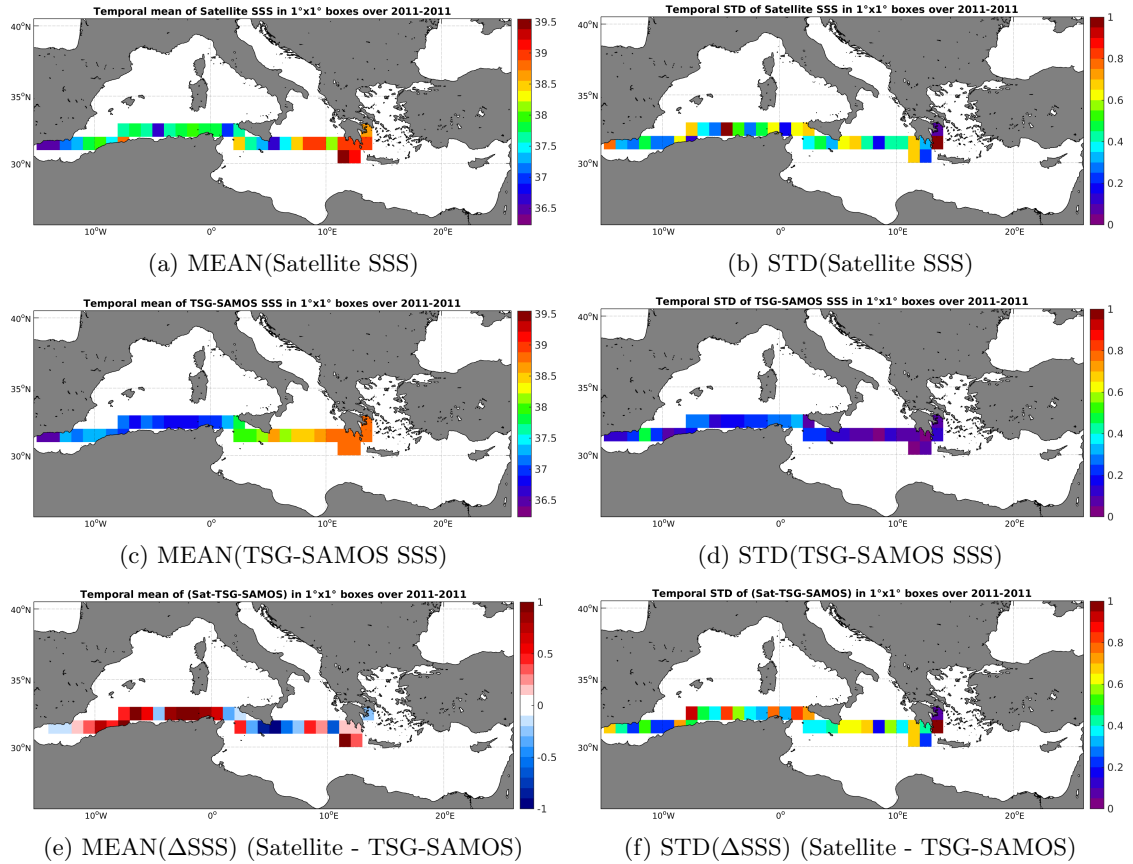 Temporal mean of Satellite SSS in 1°x1° boxes over 2011-2011
40°N
35°N
30°N
10°W
0°
10°E
20°E
39.5
39
38.5
38
37.5
37
36.5
(a) MEAN(Satellite SSS)
Temporal STD of Satellite SSS in 1°x1° boxes over 2011-2011
40°N
35°N
30°N
10°W
0°
10°E
20°E
1
0.8
0.6
0.4
0.2
0
(b) STD(Satellite SSS)
Temporal mean of TSG-SAMOS SSS in 1°x1° boxes over 2011-2011
40°N
35°N
30°N
10°W
0°
10°E
20°E
39.5
39
38.5
38
37.5
37
36.5
(c) MEAN(TSG-SAMOS SSS)
Temporal STD of TSG-SAMOS SSS in 1°x1° boxes over 2011-2011
40°N
35°N
30°N
10°W
0°
10°E
20°E
1
0.8
0.6
0.4
0.2
0
(d) STD(TSG-SAMOS SSS)
Temporal mean of (Sat-TSG-SAMOS) in 1°x1° boxes over 2011-2011
40°N
35°N
30°N
10°W
0°
10°E
20°E
1
0.5
-0
-0.5
-1
(e) MEAN(ΔSSS) (Satellite - TSG-SAMOS)
Temporal STD of (Sat-TSG-SAMOS) in 1°x1° boxes over 2011-2011
40°N
35°N
30°N
10°W
0°
10°E
20°E
1
0.8
0.6
0.4
0.2
0
(f) STD(ΔSSS) (Satellite - TSG-SAMOS)